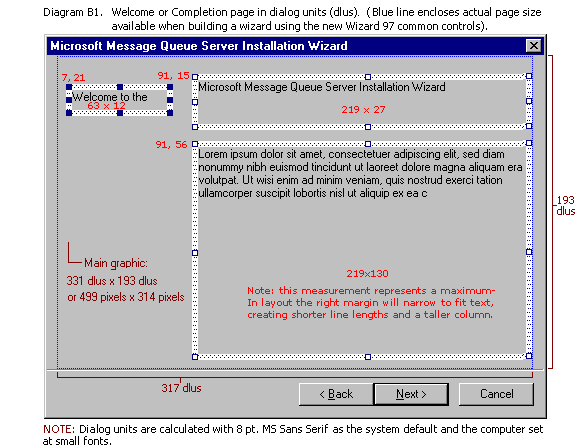 Diagram B1. Welcome or Completion page in dialog units (dlus). (Blue line encloses actual page size
available when building a wizard using the new Wizard 97 common controls).
Microsoft Message Queue Server Installation Wizard
7, 21
91, 15
Welcome to the
63 x 12
Microsoft Message Queue Server Installation Wizard
219 x 27
91, 56
Lorem ipsum dolor sit amet, consectetuer adipiscing elit, sed diam
nonummy nibh euismod tincidunt ut laoreet dolore magna aliquam era
volutpat. Ut wisi enim ad minim veniam, quis nostrud exerci tation
ullamcorper suscipit lobortis nisl ut aliquip ex ea c
193
dlus
Main graphic:
331 dlus x 193 dlus
or 499 pixels x 314 pixels
219x130
Note: this measurement represents a maximum-
In layout the right margin will narrow to fit text,
creating shorter line lengths and a taller column.
317 dlus
< Back
Next >
Cancel
NOTE: Dialog units are calculated with 8 pt. MS Sans Serif as the system default and the computer set
at small fonts.